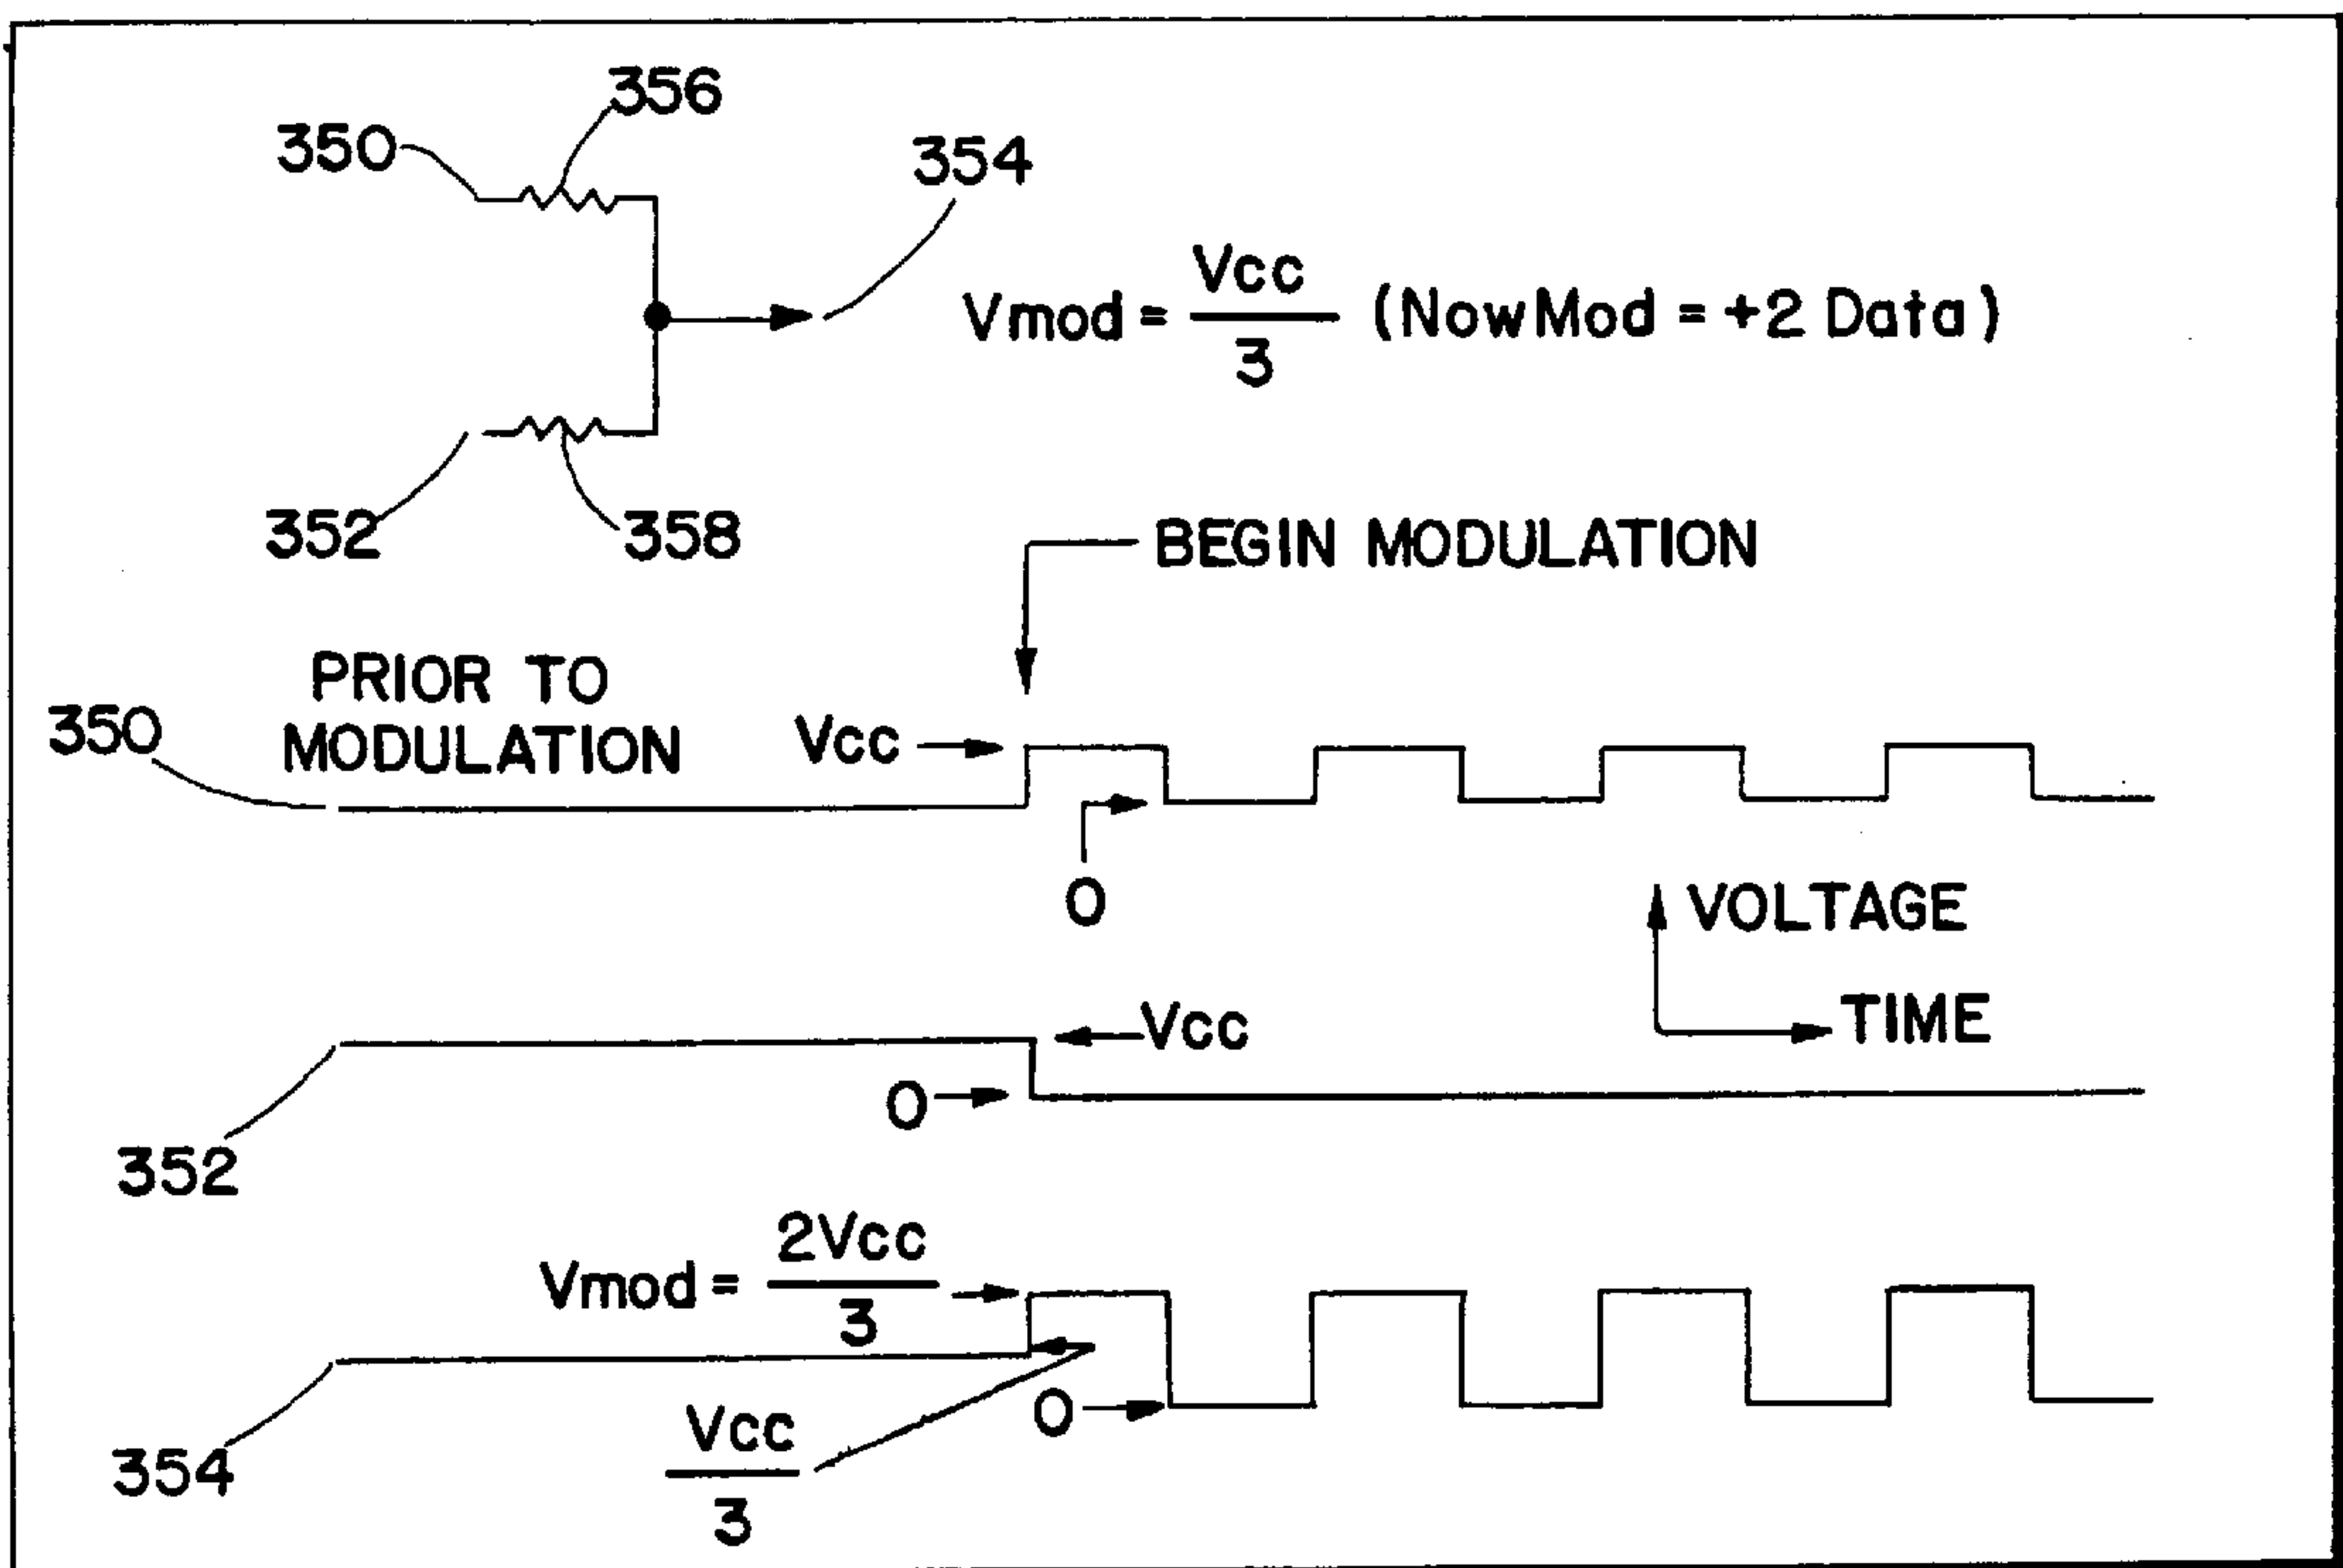 356
350
354
Vmod = Vcc/3 (NowMod = +2 Data)
352
358
BEGIN MODULATION
PRIOR TO
MODULATION
350
Vcc
0
VOLTAGE
TIME
Vcc
0
352
Vmod = 2Vcc/3
0
Vcc/3
354